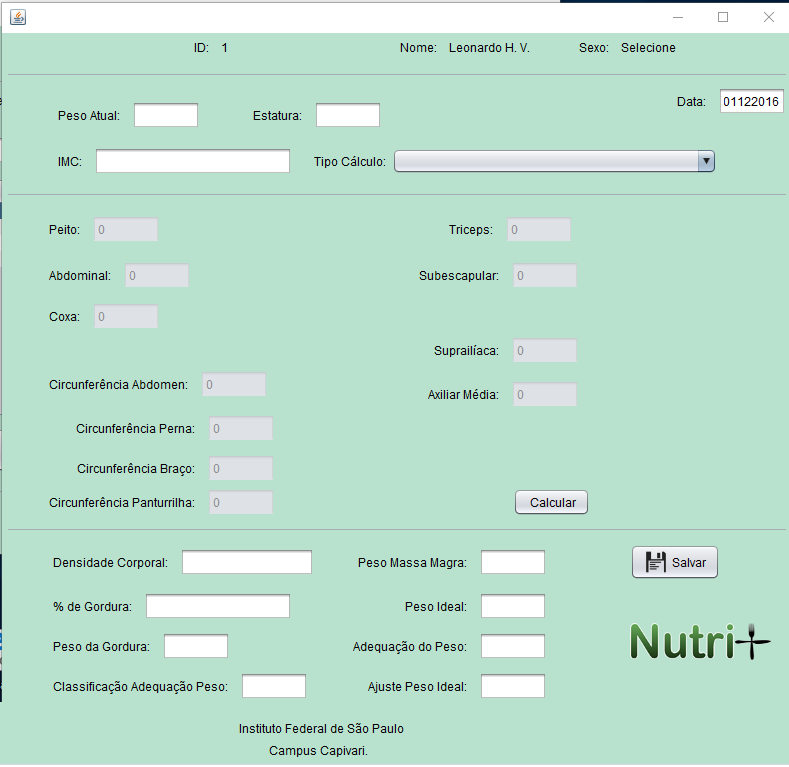 ID: 1 Nome: Leonardo H. V. Sexo: Selecione
Data: 01122016
Peso Atual: Estatura:
IMC: Tipo Cálculo:
Peito: 0 Triceps: 0
Abdominal: 0 Subescapular: 0
Coxa: 0
Suprailíaca: 0
Circunferência Abdomen: 0
Axiliar Média: 0
Circunferência Perna: 0
Circunferência Braço: 0
Circunferência Panturrilha: 0 Calcular
Densidade Corporal: Peso Massa Magra: Salvar
% de Gordura: Peso Ideal:
Peso da Gordura: Adequação do Peso:
Nutri+
Classificação Adequação Peso: Ajuste Peso Ideal:
Instituto Federal de São Paulo
Campus Capivari.